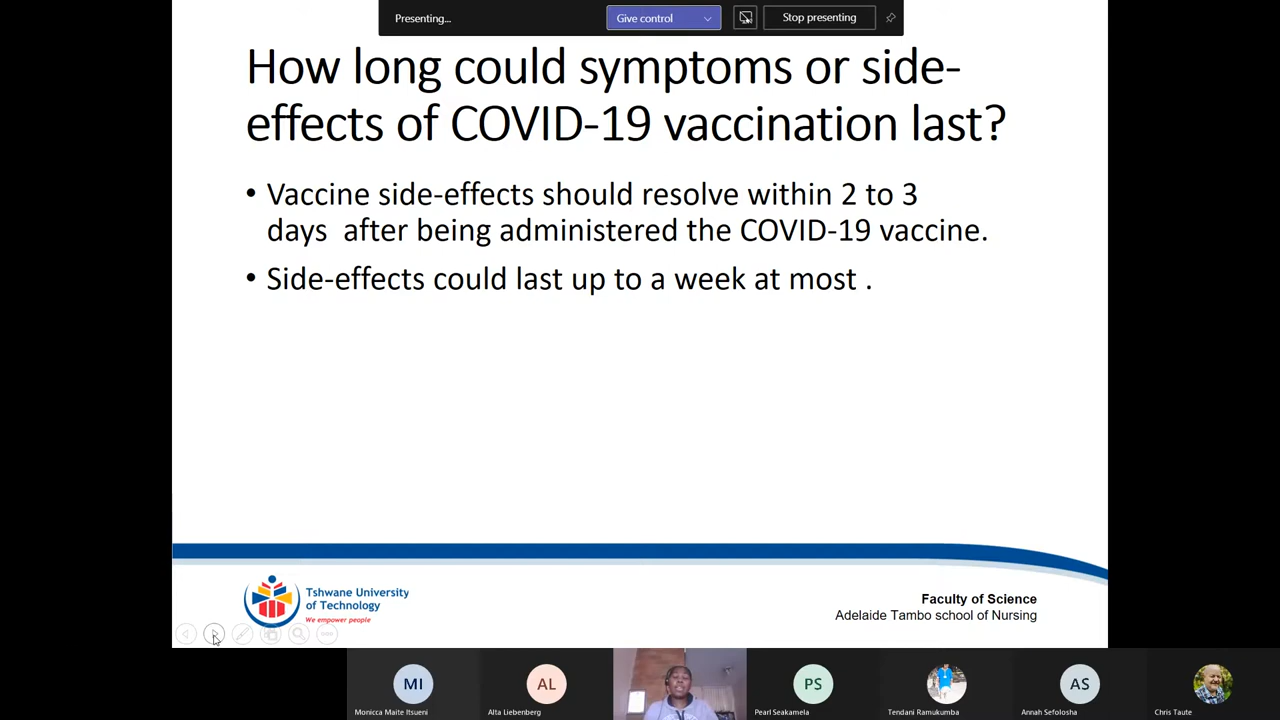 Presenting...
Give control
Stop presenting
How long could symptoms or side-
effects of COVID-19 vaccination last?
• Vaccine side-effects should resolve within 2 to 3
days  after being administered the COVID-19 vaccine.
• Side-effects could last up to a week at most .
Tshwane University
of Technology
We empower people
Faculty of Science
Adelaide Tambo school of Nursing
MI
AL
PS
AS
Monicca Maite Itsueni
Alta Liebenberg
Pearl Seakamela
Tendani Ramukumba
Annah Sefolosha
Chris Taute